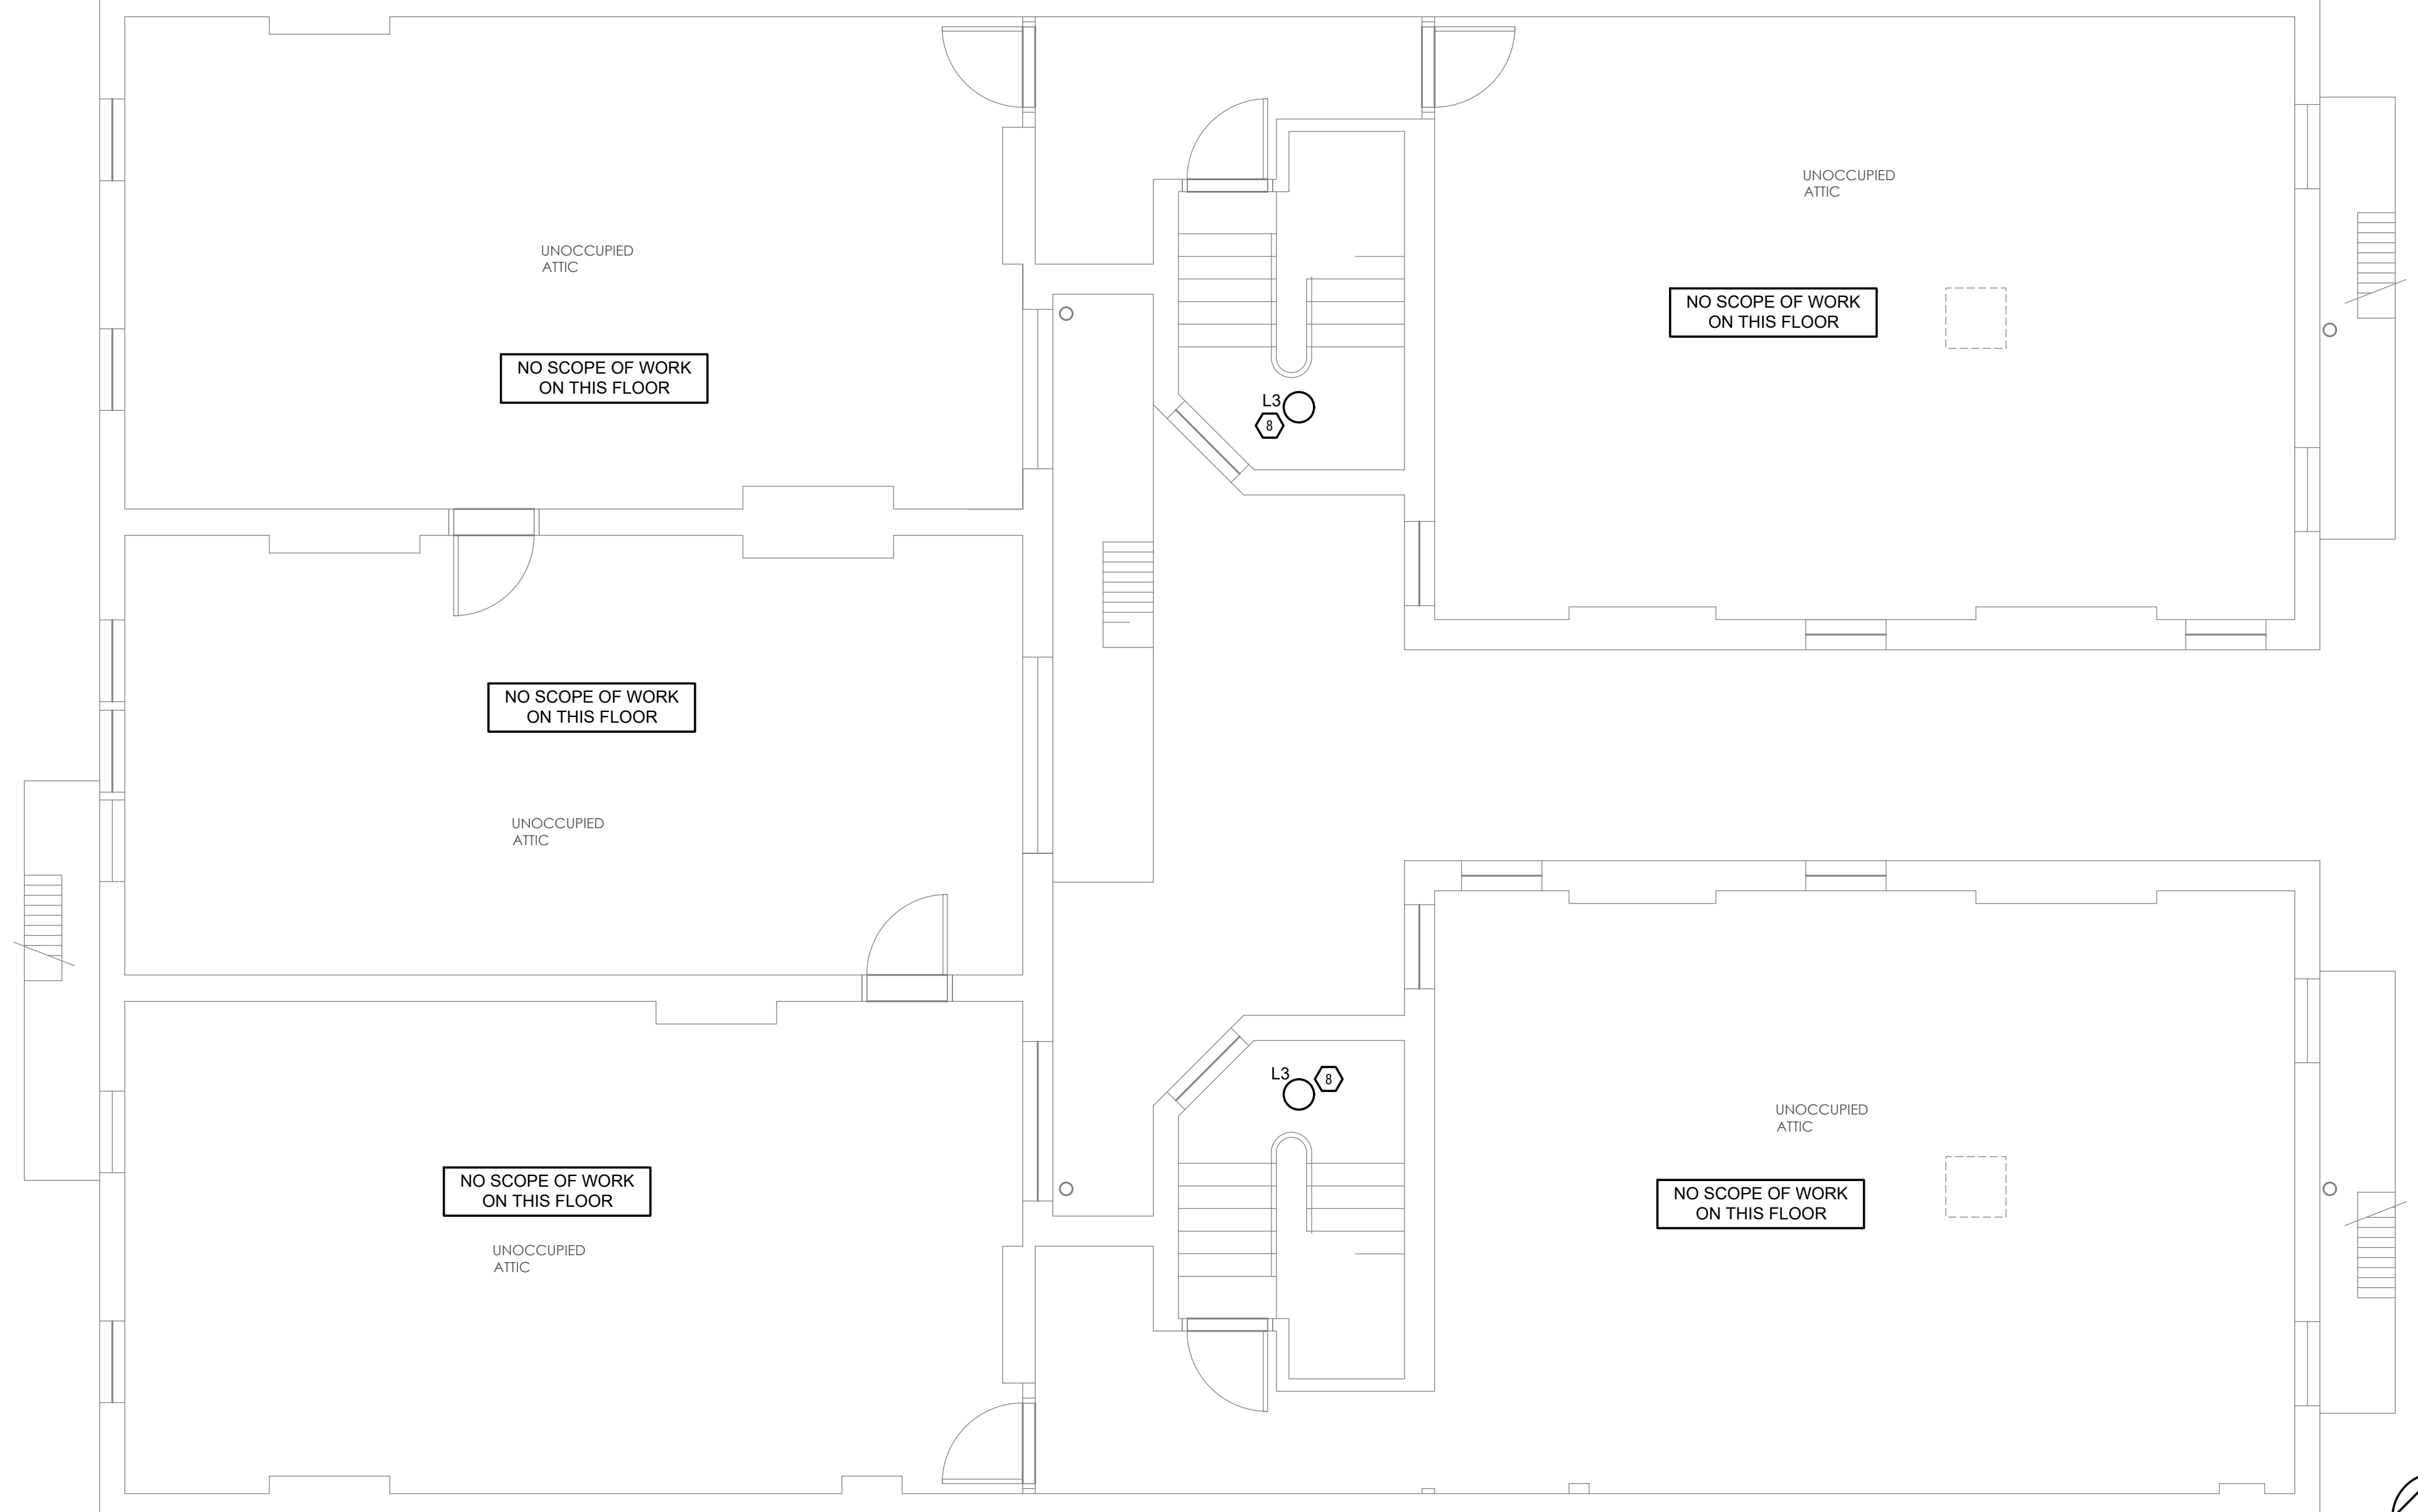 UNOCCUPIED
ATTIC
UNOCCUPIED
ATTIC
NO SCOPE OF WORK
ON THIS FLOOR
NO SCOPE OF WORK
ON THIS FLOOR
L3
8
NO SCOPE OF WORK
ON THIS FLOOR
UNOCCUPIED
ATTIC
L3
8
UNOCCUPIED
ATTIC
NO SCOPE OF WORK
ON THIS FLOOR
NO SCOPE OF WORK
ON THIS FLOOR
UNOCCUPIED
ATTIC